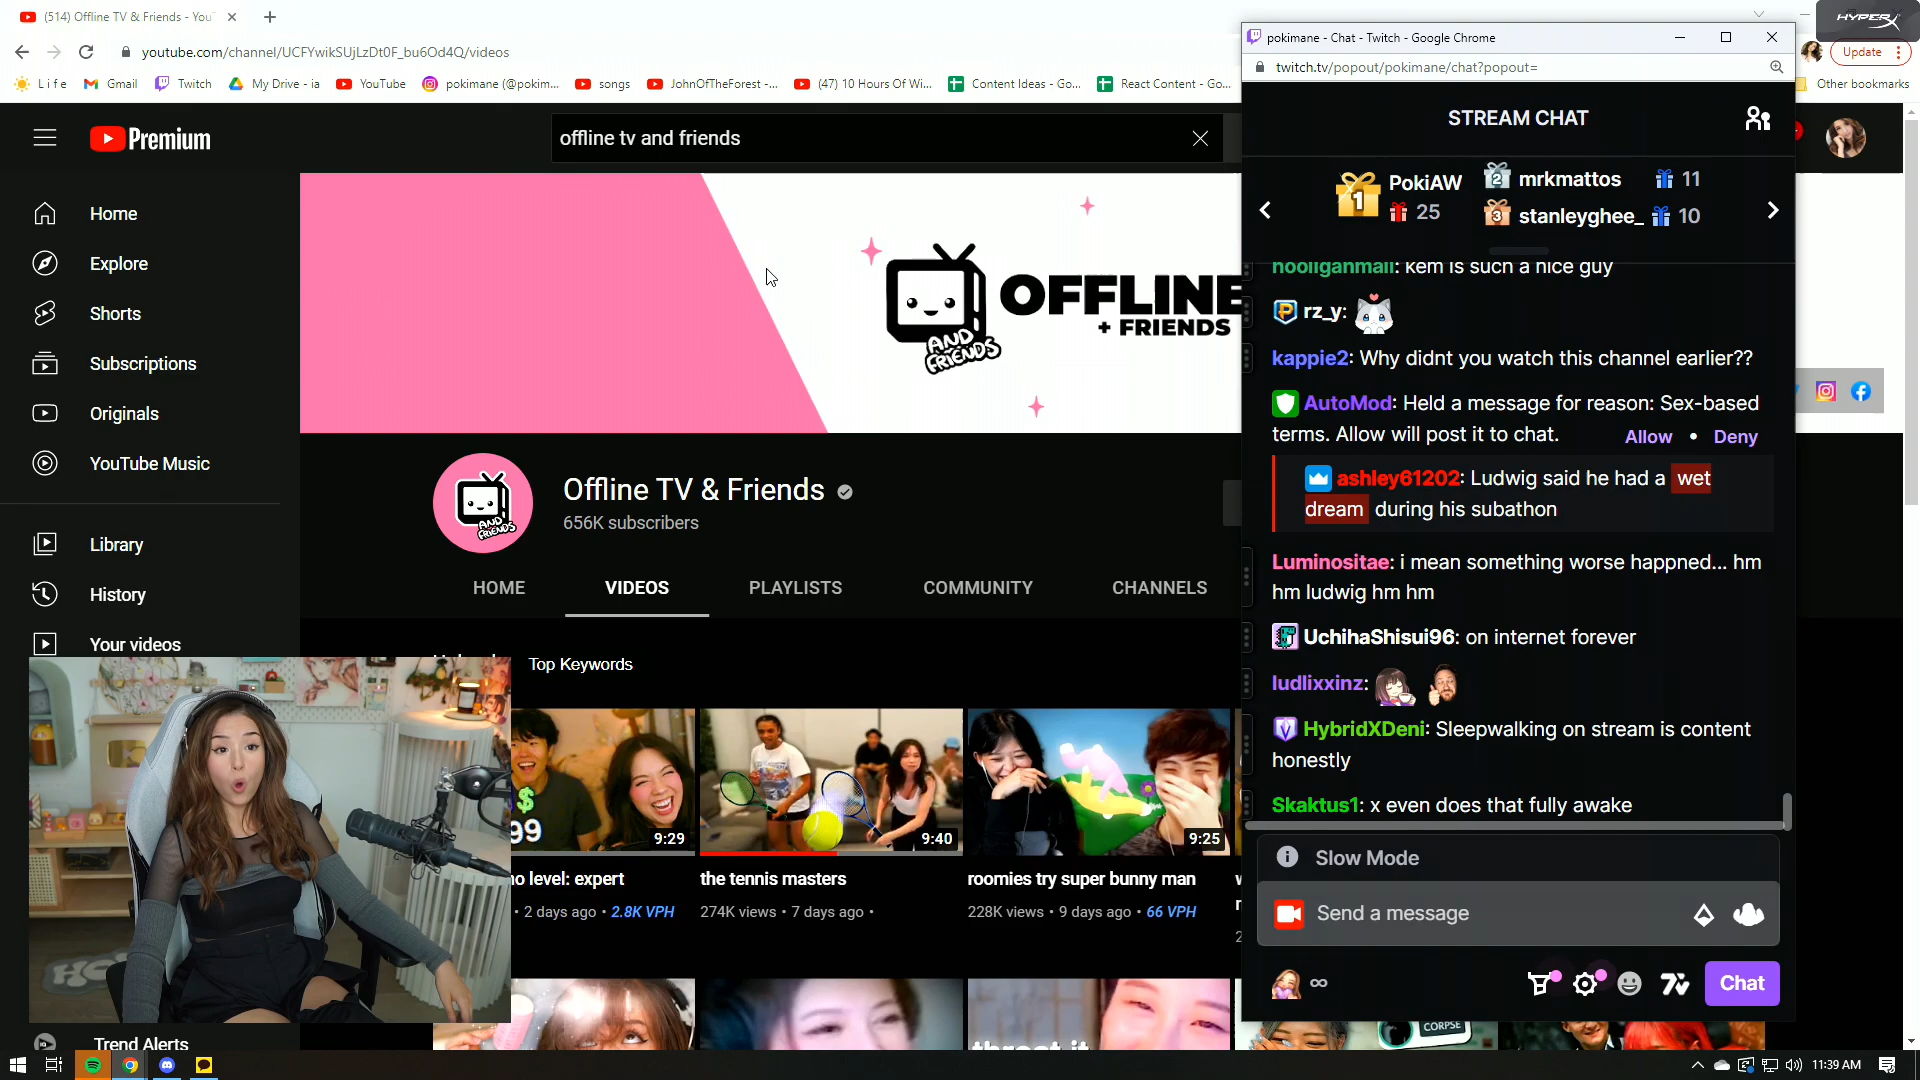 (514) Offline TV & Friends - You
HYPERX
youtube.com/channel/UCFYwikSUjLzDt0F_bu6Od4Q/videos
Update
Life
Gmail
Twitch
My Drive - ia
YouTube
pokimane (@pokim...
songs
JohnOfTheForest -...
(47) 10 Hours Of Wi...
Content Ideas - Go...
React Content - Go...
Other bookmarks
Premium
offline tv and friends
Home
Explore
Shorts
Subscriptions
Originals
YouTube Music
Library
History
Your videos
Trend Alerts
AND
FRIENDS
OFFLINE
+ FRIENDS
AND
FRIENDS
Offline TV & Friends
656K subscribers
HOME
VIDEOS
PLAYLISTS
COMMUNITY
CHANNELS
Top Keywords
$
99
9:29
9:40
9:25
no level: expert
• 2 days ago • 2.8K VPH
the tennis masters
274K views • 7 days ago •
roomies try super bunny man
228K views • 9 days ago • 66 VPH
CORPSE
pokimane - Chat - Twitch - Google Chrome
twitch.tv/popout/pokimane/chat?popout=
STREAM CHAT
1
PokiAW
25
2
mrkmattos
11
3
stanleyghee_
10
hooliganmali: kem is such a nice guy
rz_y:
kappie2: Why didnt you watch this channel earlier??
AutoMod: Held a message for reason: Sex-based
terms. Allow will post it to chat.
Allow • Deny
ashley61202: Ludwig said he had a wet
dream during his subathon
Luminositae: i mean something worse happned... hm
hm ludwig hm hm
UchihaShisui96: on internet forever
ludlixxinz:
HybridXDeni: Sleepwalking on stream is content
honestly
Skaktus1: x even does that fully awake
Slow Mode
Send a message
Chat
11:39 AM